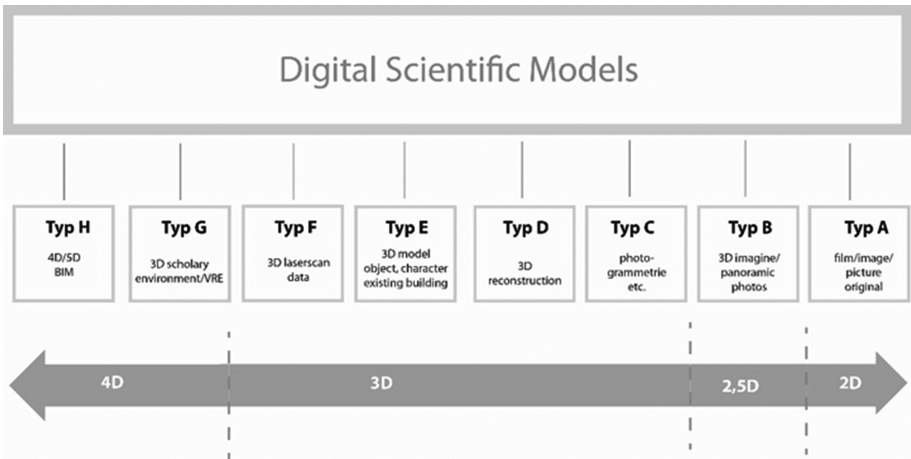 Digital Scientific Models
Typ H
4D/5D
BIM
Typ G
3D scholary
environment/VRE
Typ F
3D laserscan
data
Typ E
3D model
object, character
existing building
Typ D
3D
reconstruction
Typ C
photo-
grammetrie
etc.
Typ B
3D imagine/
panoramic
photos
Typ A
film/image/
picture
original
4D
3D
2,5D
2D